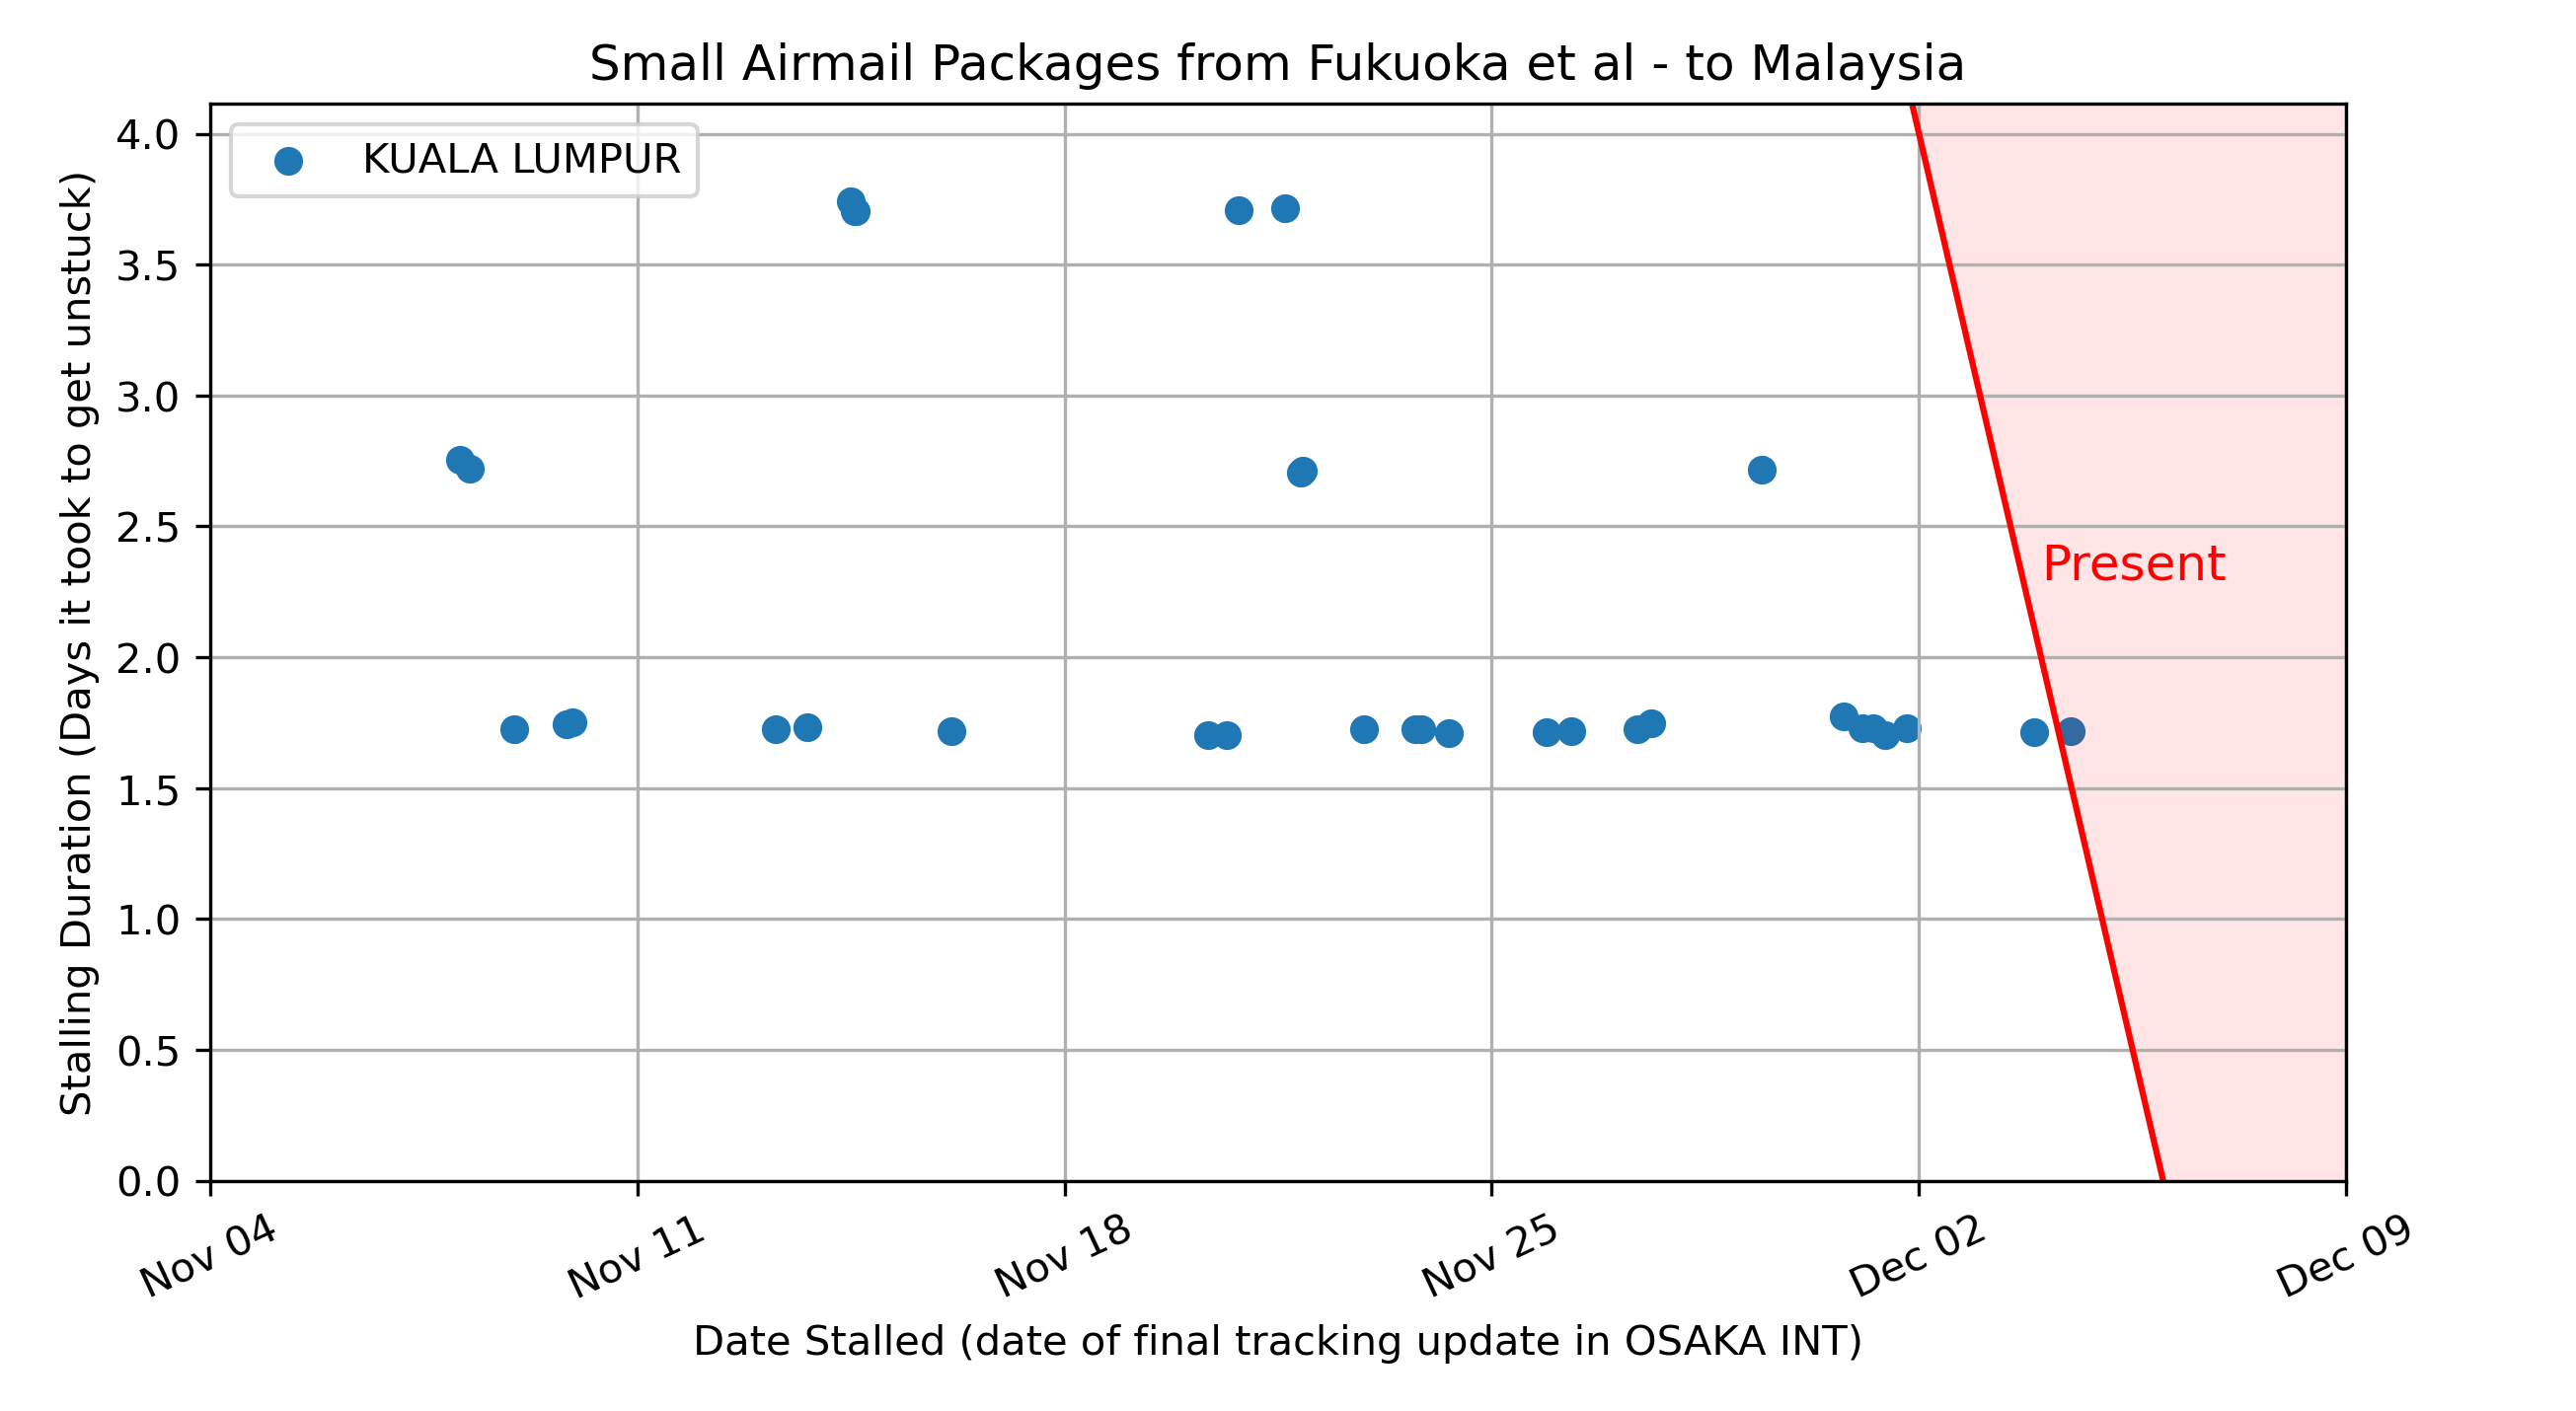 Small Airmail Packages from Fukuoka et al - to Malaysia
KUALA LUMPUR
Stalling Duration (Days it took to get unstuck)
4.0
3.5
3.0
2.5
2.0
1.5
1.0
0.5
0.0
Present
Nov 04
Nov 11
Nov 18
Nov 25
Dec 02
Dec 09
Date Stalled (date of final tracking update in OSAKA INT)